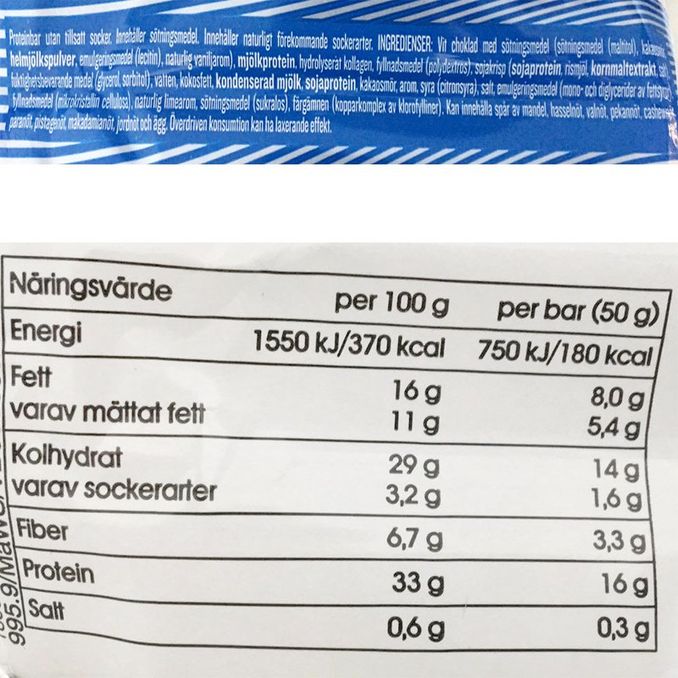 Proteinbar utan tillsatt socker. Innehåller sötningsmedel. Innehåller naturligt förekommande sockerarter. INGREDIENSER: Vit choklad med sötningsmedel (sötningsmedel (maltitol),
helmjölkspulver, emulgeringsmedel (lecitin), naturlig vaniljarom), mjölkprotein, hydrolyserat kollagen, fyllnadsmedel (polydextros), sojakrisp (sojaprotein, rismjöl, kornmaltextrakt,
fuktighetsbevarande medel (glycerol, sorbitol), vatten, kokosfett, kondenserad mjölk, sojaprotein, kakaosmör, arom, syra (citronsyra), salt, emulgeringsmedel (mono- och diglycerider av
fyllnadsmedel (mikrokristallin cellulosa), naturlig limearom, sötningsmedel (sukralos), färgämnen (kopparkomplex av klorofylliner). Kan innehålla spår av mandel, hasselnöt, valnöt, pekannöt,
paranöt, pistagenöt, makadamianöt, jordnöt och ägg. Överdriven konsumtion kan ha laxerande effekt.
Näringsvärde per 100 g per bar (50 g)
Energi 1550 kJ/370 kcal 750 kJ/180 kcal
Fett 16 g 8,0 g
varav mättat fett 11 g 5,4 g
Kolhydrat 29 g 14 g
varav sockerarter 3,2 g 1,6 g
Fiber 6,7 g 3,3 g
Protein 33 g 16 g
Salt 0,6 g 0,3 g